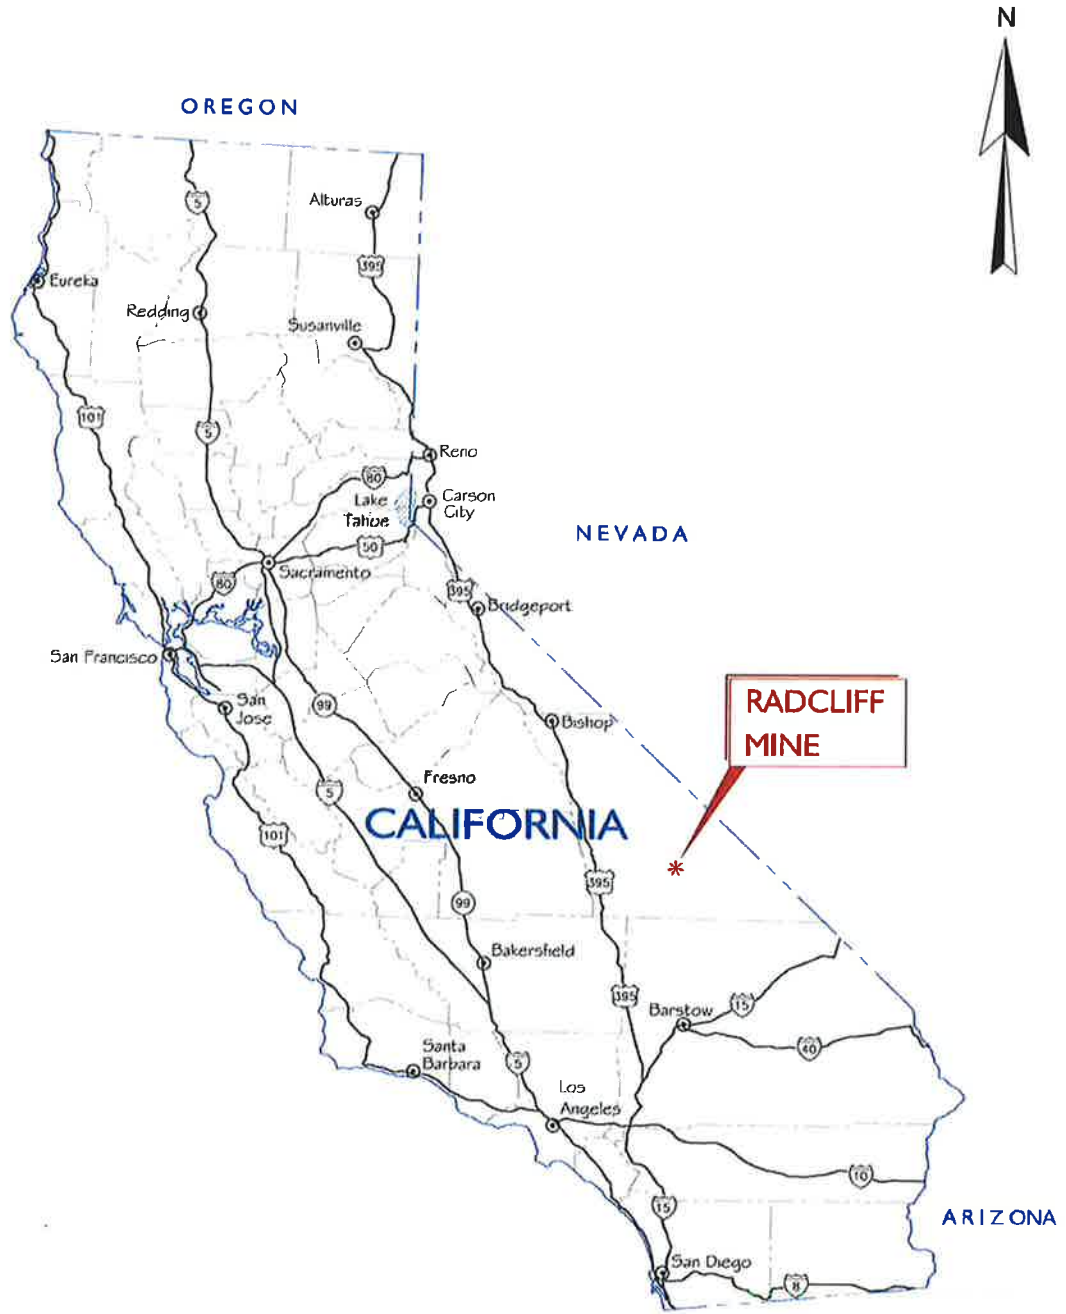 N
OREGON
5
Alturas
395
Eureka
Redding
Susanville
101
5
Reno
80
Lake
Tahoe
Carson
City
NEVADA
50
Sacramento
80
395
Bridgeport
San Francisco
San
Jose
99
Bishop
RADCLIFF
MINE
Fresno
5
CALIFORNIA
101
395
99
Bakersfield
395
Barstow
15
40
Santa
Barbara
5
Los
Angeles
10
15
ARIZONA
San Diego
8